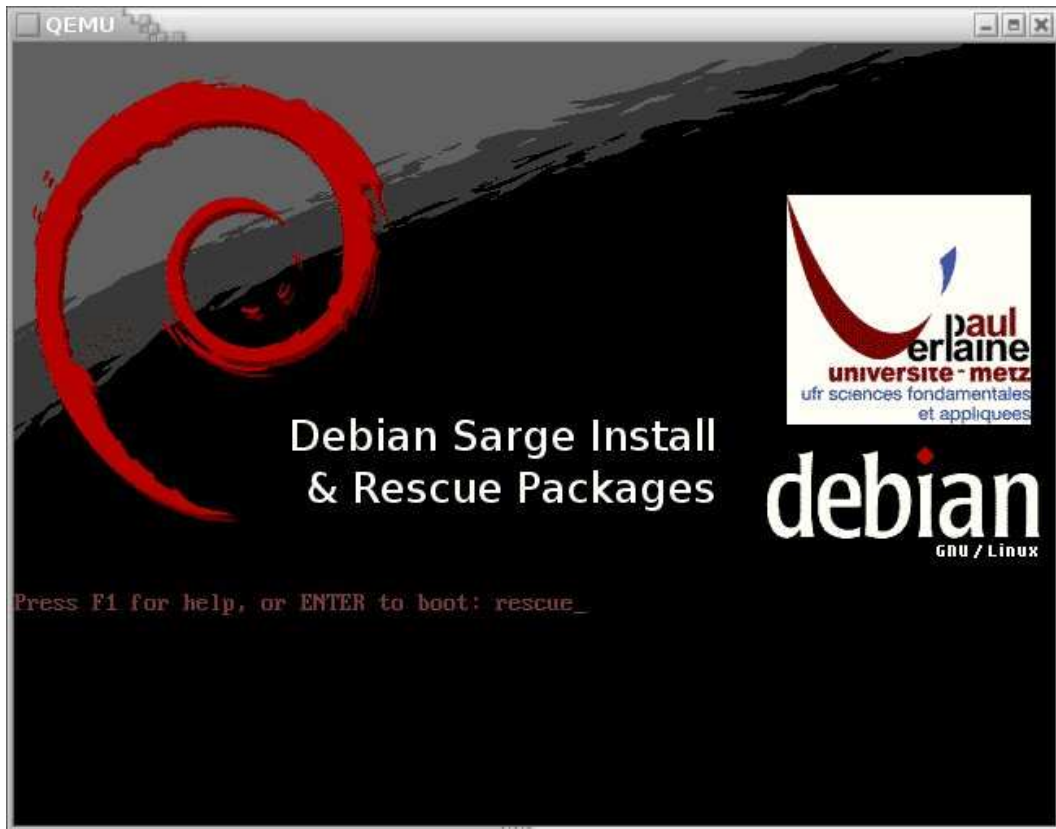 QEMU
paul
erlaine
universite - metz
ufr sciences fondamentales
et appliquees
Debian Sarge Install
& Rescue Packages
debian
GNU / Linux
Press F1 for help, or ENTER to boot: rescue_